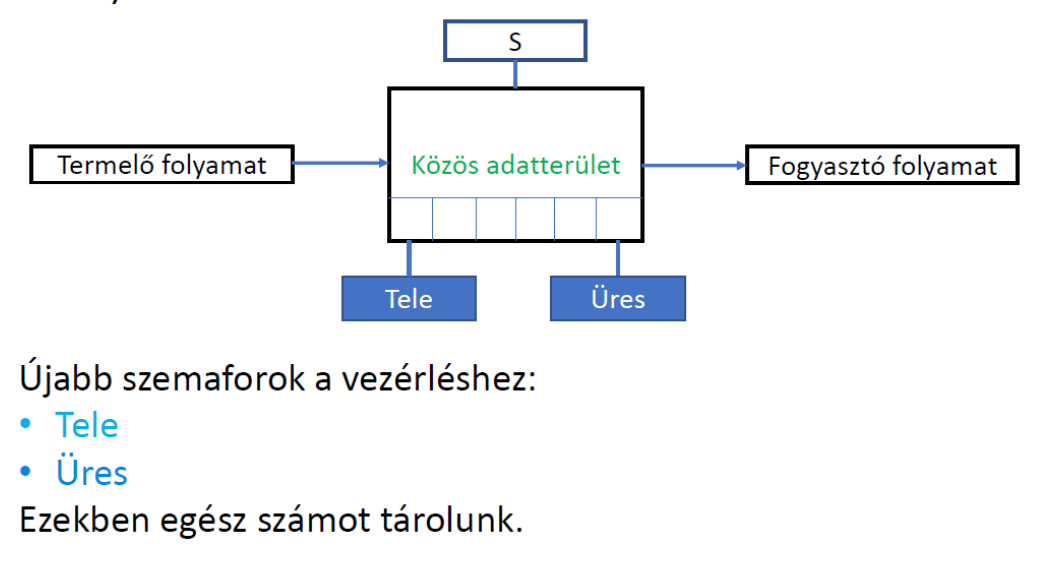 S
Termelő folyamat
Közös adatterület
Fogyasztó folyamat
Tele
Üres
Újabb szemaforok a vezérléshez:
• Tele
• Üres
Ezekben egész számot tárolunk.